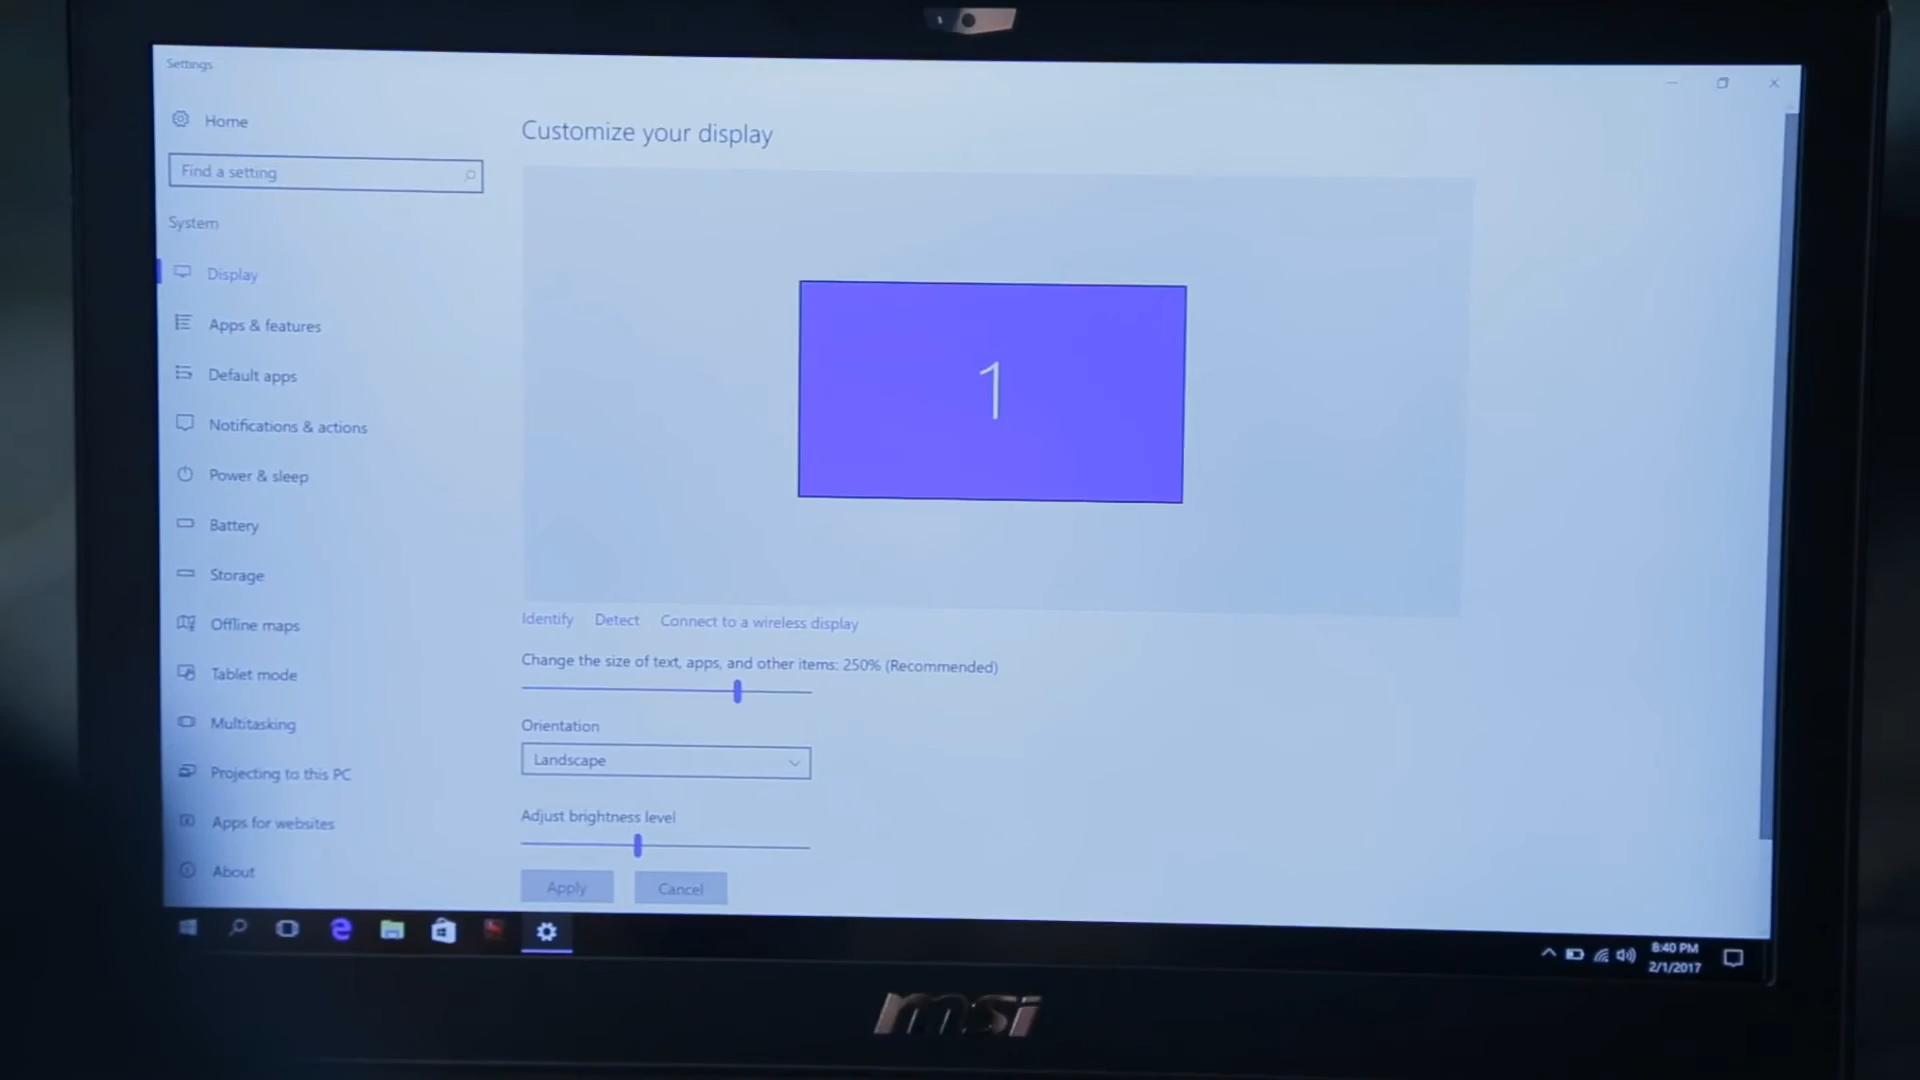 Settings
Home
Find a setting
System
Display
Apps & features
Default apps
Notifications & actions
Power & sleep
Battery
Storage
Offline maps
Tablet mode
Multitasking
Projecting to this PC
Apps for websites
About
Customize your display
1
Identify Detect Connect to a wireless display
Change the size of text, apps, and other items: 250% (Recommended)
Orientation
Landscape
Adjust brightness level
Apply Cancel
8:40 PM
2/1/2017
msi